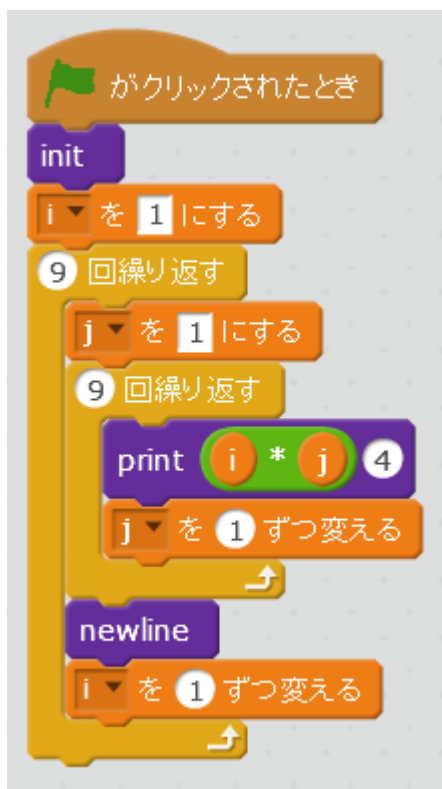 がクリックされたとき
init
i を 1 にする
9 回繰り返す
j を 1 にする
9 回繰り返す
print i * j 4
j を 1 ずつ変える
newline
i を 1 ずつ変える